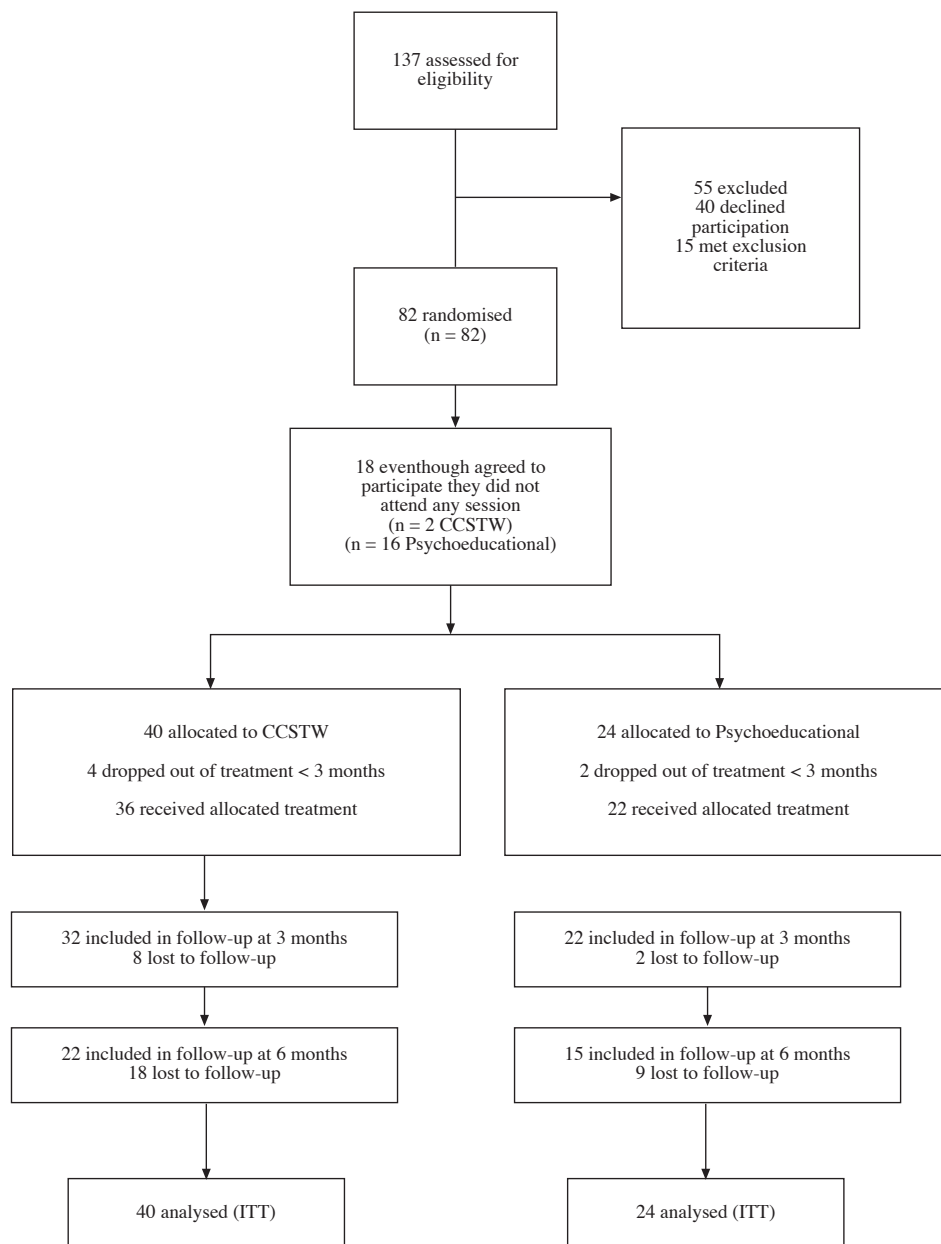 137 assessed for
eligibility
55 excluded
40 declined
participation
15 met exclusion
criteria
82 randomised
(n = 82)
18 eventhough agreed to
participate they did not
attend any session
(n = 2 CCSTW)
(n = 16 Psychoeducational)
40 allocated to CCSTW
4 dropped out of treatment < 3 months
36 received allocated treatment
24 allocated to Psychoeducational
2 dropped out of treatment < 3 months
22 received allocated treatment
32 included in follow-up at 3 months
8 lost to follow-up
22 included in follow-up at 3 months
2 lost to follow-up
22 included in follow-up at 6 months
18 lost to follow-up
15 included in follow-up at 6 months
9 lost to follow-up
40 analysed (ITT)
24 analysed (ITT)